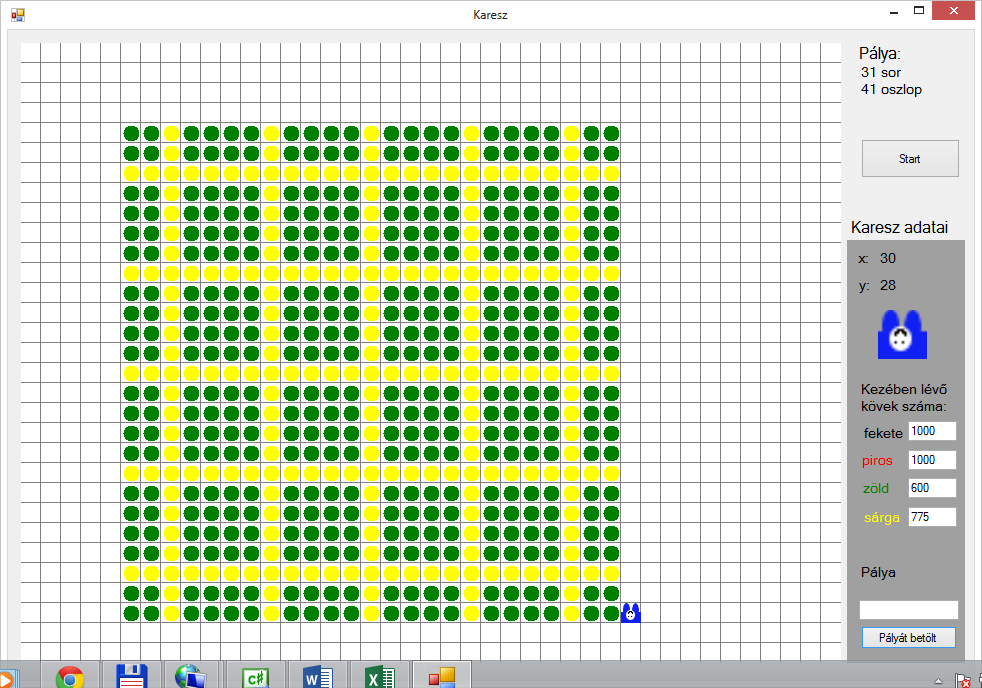 Karesz
Pálya:
31 sor
41 oszlop
Start
Karesz adatai
x: 30
y: 28
Kezében lévő
kövek száma:
fekete 1000
piros 1000
zöld 600
sárga 775
Pálya
Pályát betölt